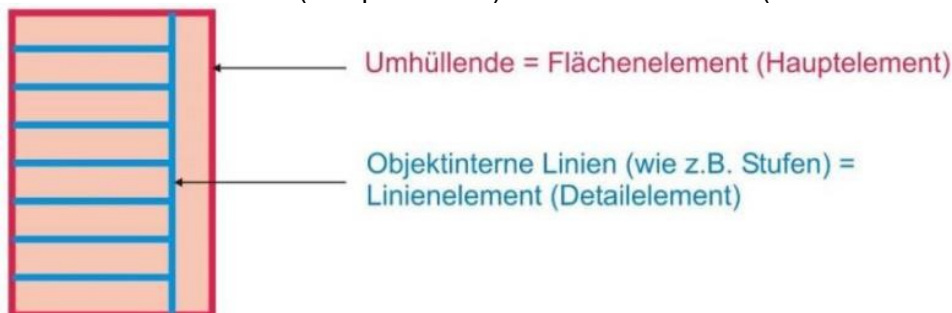 Umhüllende = Flächenelement (Hauptelement)
Objektinterne Linien (wie z.B. Stufen) =
Linienelement (Detailelement)